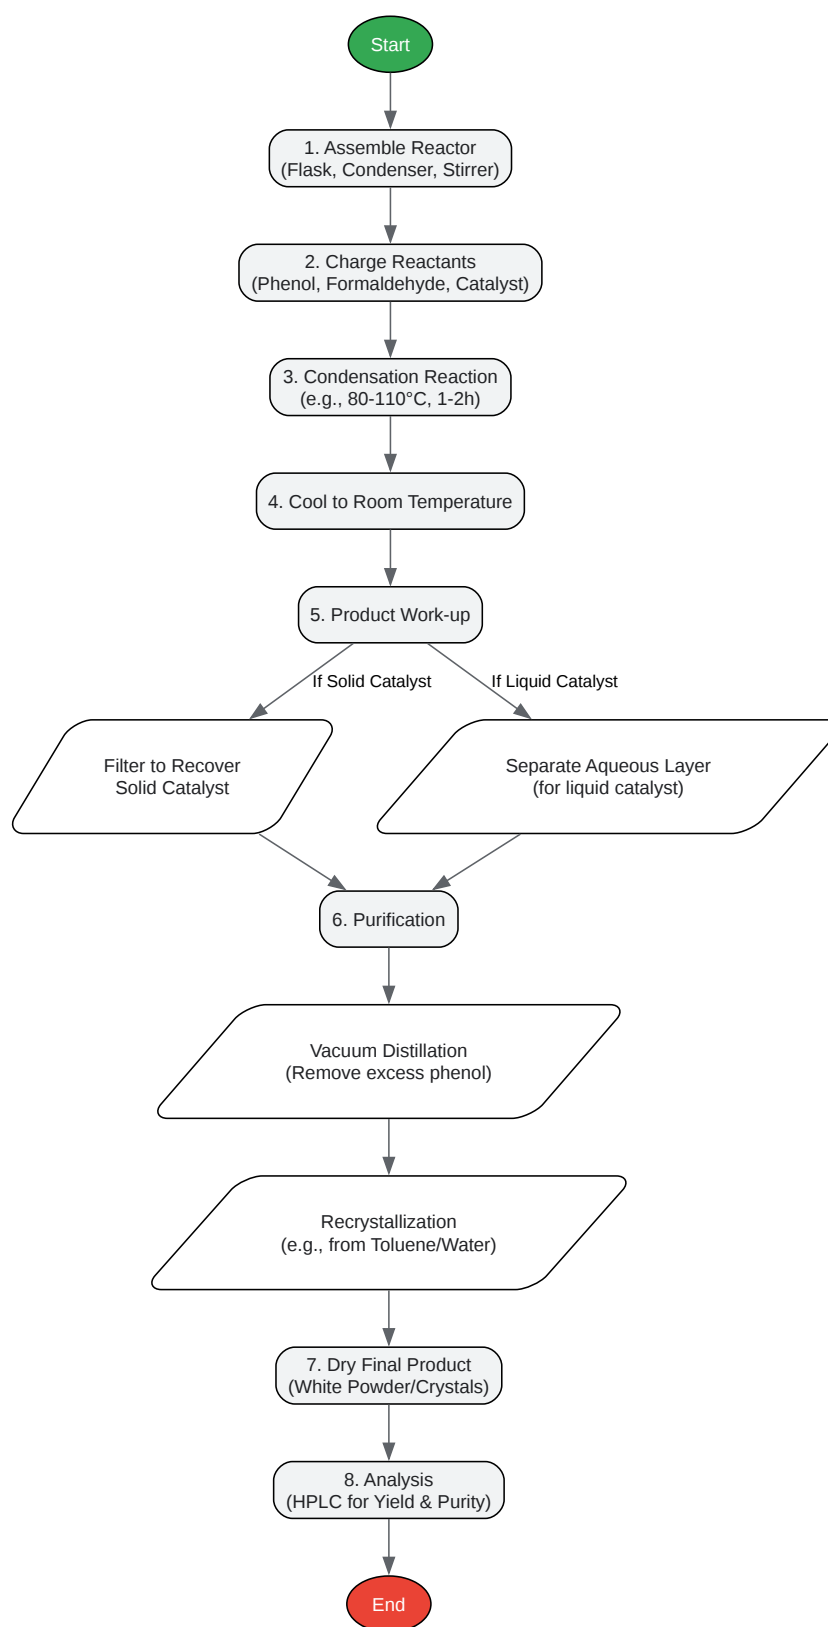 Start
1. Assemble Reactor
(Flask, Condenser, Stirrer)
2. Charge Reactants
(Phenol, Formaldehyde, Catalyst)
3. Condensation Reaction
(e.g., 80-110°C, 1-2h)
4. Cool to Room Temperature
5. Product Work-up
If Solid Catalyst
If Liquid Catalyst
Filter to Recover
Solid Catalyst
Separate Aqueous Layer
(for liquid catalyst)
6. Purification
Vacuum Distillation
(Remove excess phenol)
Recrystallization
(e.g., from Toluene/Water)
7. Dry Final Product
(White Powder/Crystals)
8. Analysis
(HPLC for Yield & Purity)
End